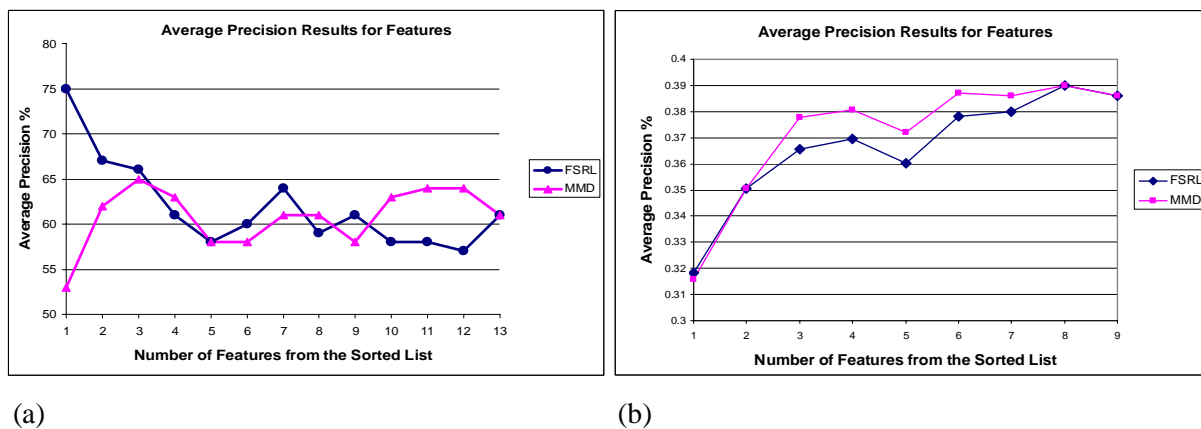 Average Precision Results for Features
80
75
70
65
60
55
50
Average Precision %
1 2 3 4 5 6 7 8 9 10 11 12 13
Number of Features from the Sorted List
FSRL
MMD
(a)
Average Precision Results for Features
0.4
0.39
0.38
0.37
0.36
0.35
0.34
0.33
0.32
0.31
0.3
Average Precision %
1 2 3 4 5 6 7 8 9
Number of Features from the Sorted List
FSRL
MMD
(b)